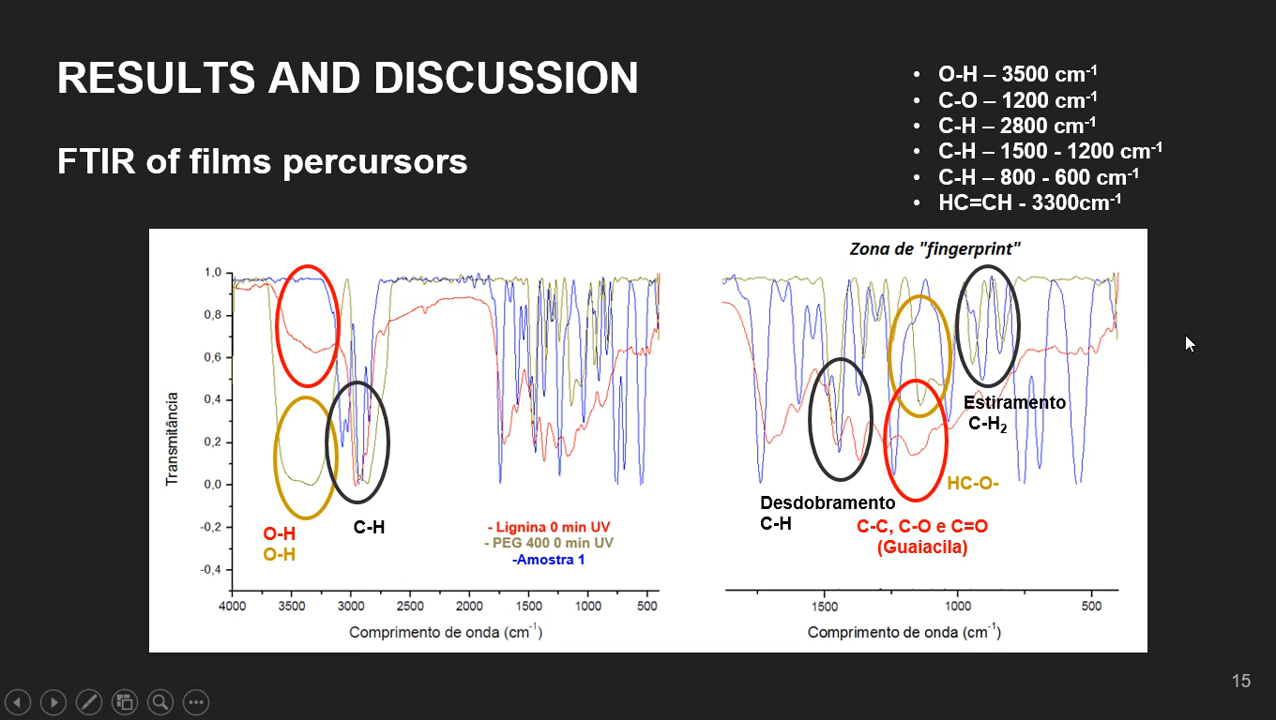 RESULTS AND DISCUSSION
FTIR of films percursors
• O-H – 3500 cm-1
• C-O – 1200 cm-1
• C-H – 2800 cm-1
• C-H – 1500 - 1200 cm-1
• C-H – 800 - 600 cm-1
• HC=CH - 3300cm-1
Zona de "fingerprint"
Transmitância
1,0
0,8
0,6
0,4
0,2
0,0
-0,2
-0,4
O-H
O-H
C-H
- Lignina 0 min UV
- PEG 400 0 min UV
-Amostra 1
4000 3500 3000 2500 2000 1500 1000 500
Comprimento de onda (cm-1)
Estiramento
C-H2
HC-O-
Desdobramento
C-H
C-C, C-O e C=O
(Guaiacila)
1500 1000 500
Comprimento de onda (cm-1)
15